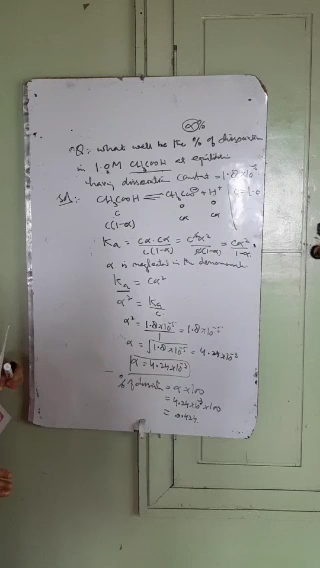 α%
Q:- what will be the % of dissociation
in 1.0M CH3COOH at equilibrium
having dissociation constant = 1.8×10⁻⁵
Sol:- CH3COOH ⇌ CH3COO⁻ + H⁺ C = 1.0
C 0 0
C(1-α) Cα Cα
Ka = Cα·Cα / C(1-α) = C²α² / C(1-α) = Cα² / 1-α
α is neglected in the denominator
Ka = Cα²
α² = Ka / C
α² = 1.8×10⁻⁵ / 1 = 1.8×10⁻⁵
α = √1.8×10⁻⁵ = 4.24×10⁻³
α = 4.24×10⁻³
% of dissociation = α×100
= 4.24×10⁻³×100
= 0.424